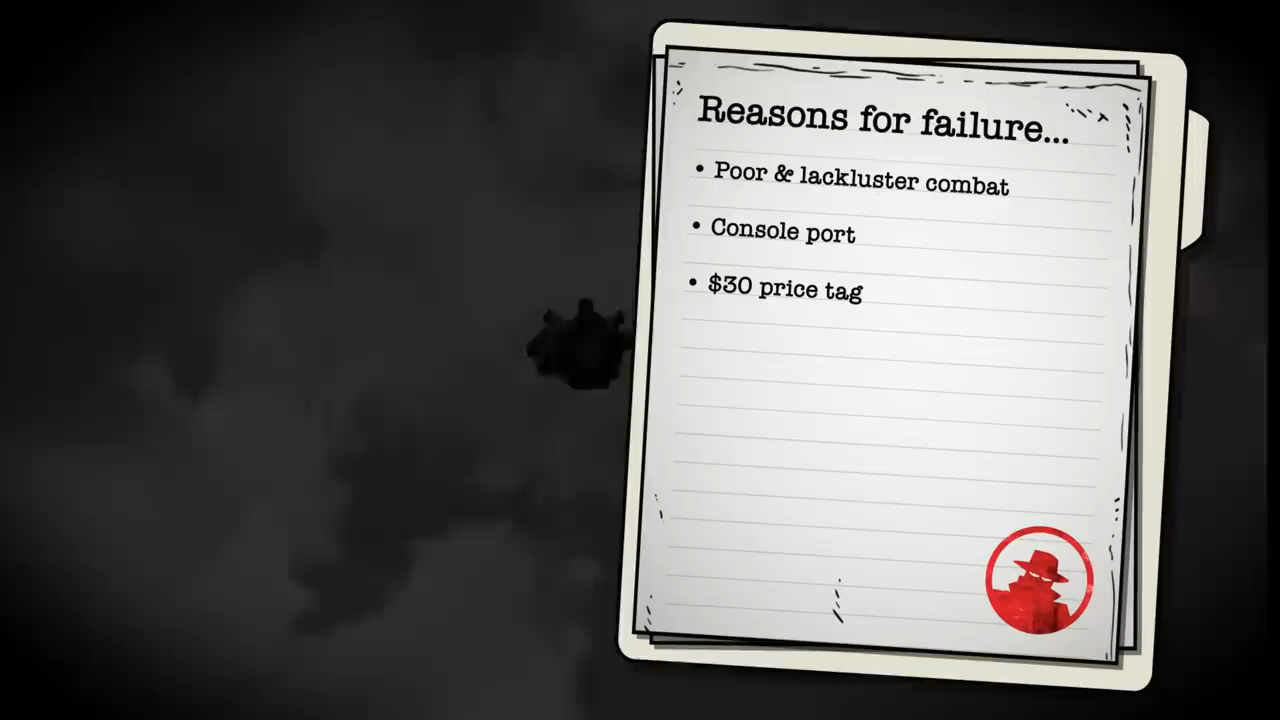 Reasons for failure...
• Poor & lackluster combat
• Console port
• $30 price tag